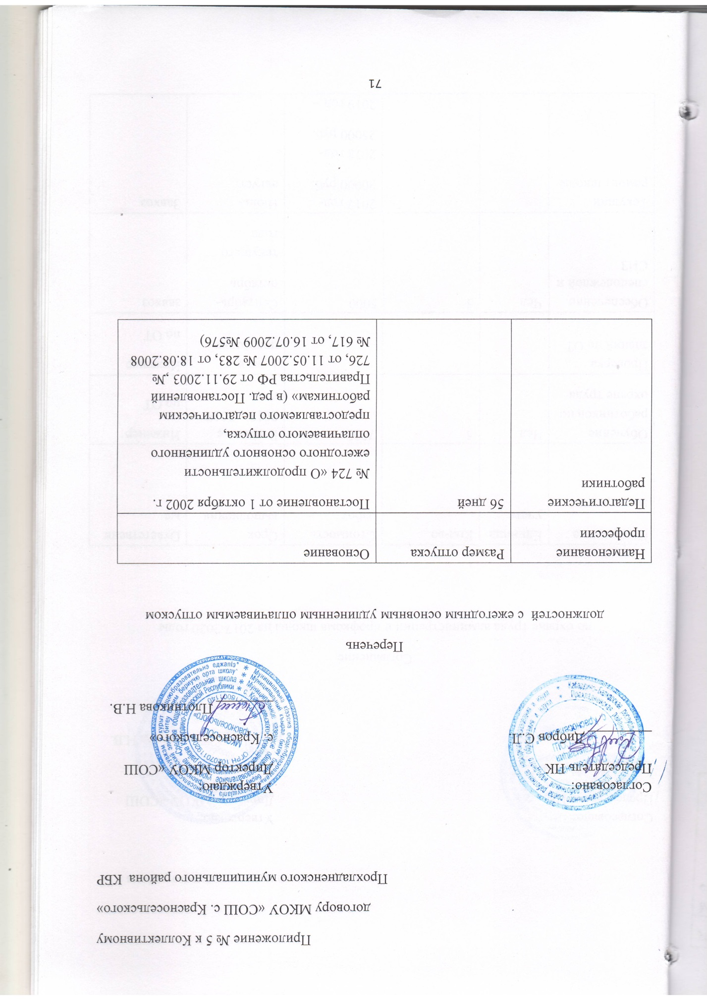 Приложение № 5 к Коллективному
договору МКОУ «СОШ с. Красносельского»
Прохладненского муниципального района КБР
Согласовано:
Председатель ПК
Дибров С.Л
Утверждаю:
Директор МКОУ «СОШ
с. Красносельского»
Плотникова Н.В.
Перечень
должностей с ежегодным основным удлиненным оплачиваемым отпуском
Наименование
профессии
Размер отпуска
Основание
Педагогические
работники
56 дней
Постановление от 1 октября 2002 г.
№ 724 «О продолжительности
ежегодного основного удлиненного
оплачиваемого отпуска,
предоставляемого педагогическим
работникам» (в ред. Постановлений
Правительства РФ от 29.11.2003 ,№
726, от 11.05.2007 № 283, от 18.08.2008
№ 617, от 16.07.2009 №576)
71